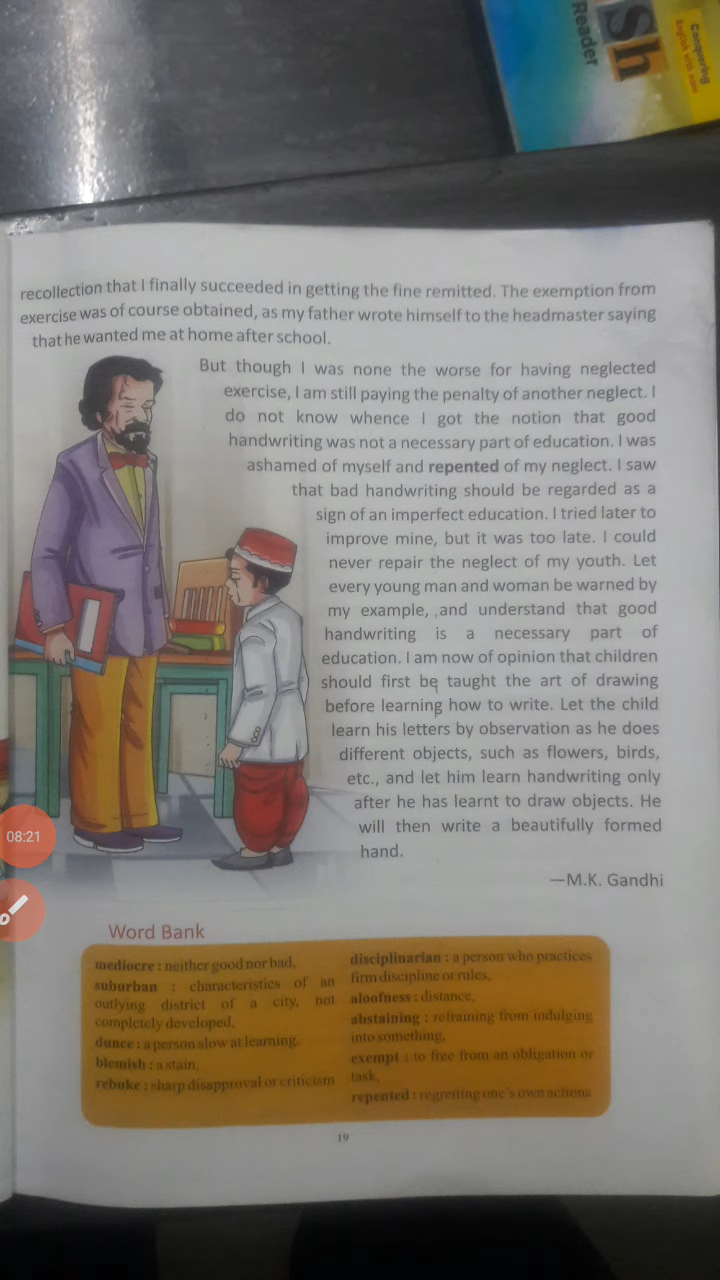 Conquering
English with ease
Sh
Reader
recollection that I finally succeeded in getting the fine remitted. The exemption from
exercise was of course obtained, as my father wrote himself to the headmaster saying
that he wanted me at home after school.
But though I was none the worse for having neglected
exercise, I am still paying the penalty of another neglect. I
do not know whence I got the notion that good
handwriting was not a necessary part of education. I was
ashamed of myself and repented of my neglect. I saw
that bad handwriting should be regarded as a
sign of an imperfect education. I tried later to
improve mine, but it was too late. I could
never repair the neglect of my youth. Let
every young man and woman be warned by
my example, and understand that good
handwriting is a necessary part of
education. I am now of opinion that children
should first be taught the art of drawing
before learning how to write. Let the child
learn his letters by observation as he does
different objects, such as flowers, birds,
etc., and let him learn handwriting only
after he has learnt to draw objects. He
will then write a beautifully formed
hand.
—M.K. Gandhi
08:21
Word Bank
mediocre : neither good nor bad,
suburban : characteristics of an
outlying district of a city, not
completely developed,
dunce : a person slow at learning,
blemish : a stain,
rebuke : sharp disapproval or criticism
disciplinarian : a person who practices
firm discipline or rules,
aloofness : distance,
abstaining : refraining from indulging
into something,
exempt : to free from an obligation or
task,
repented : regretting one's own actions
19